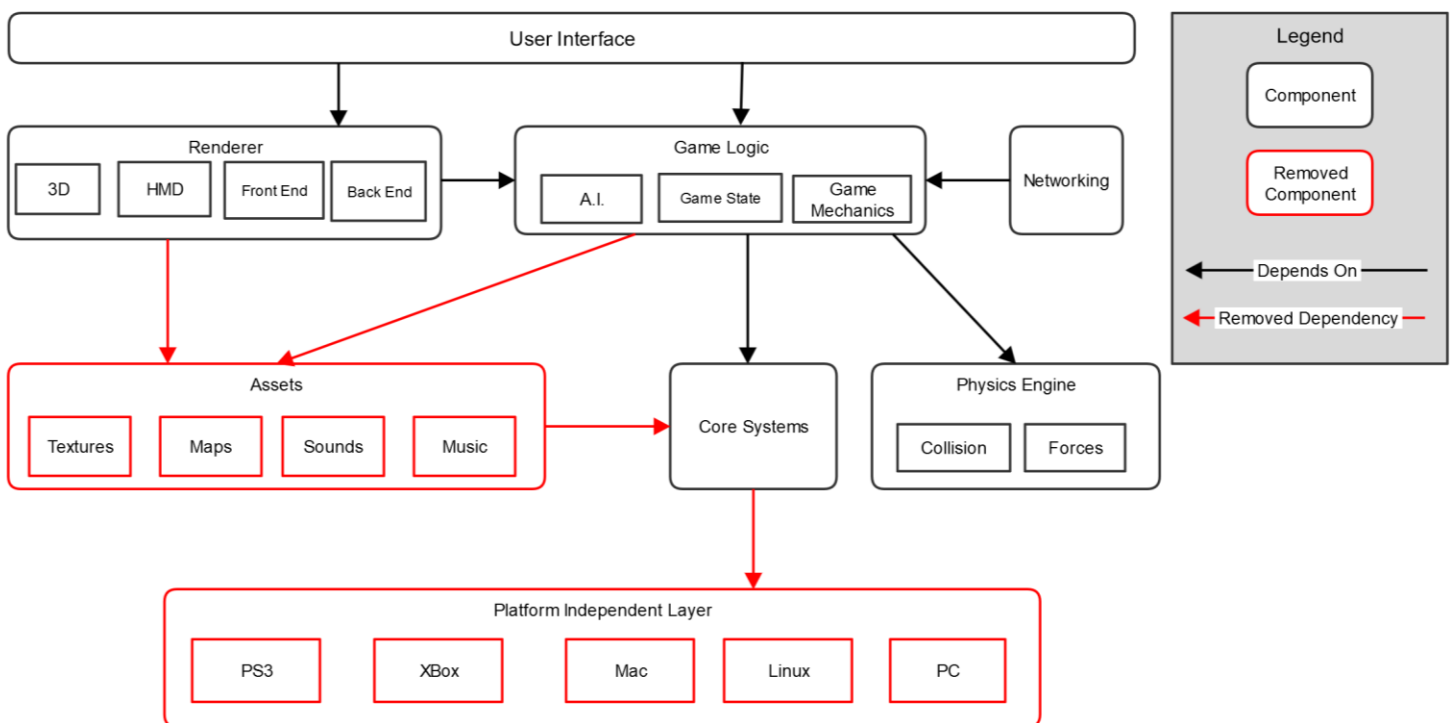 User Interface
Legend
Component
Removed
Component
Depends On
Removed Dependency
Renderer
3D
HMD
Front End
Back End
Game Logic
A.I.
Game State
Game
Mechanics
Networking
Assets
Textures
Maps
Sounds
Music
Core Systems
Physics Engine
Collision
Forces
Platform Independent Layer
PS3
XBox
Mac
Linux
PC